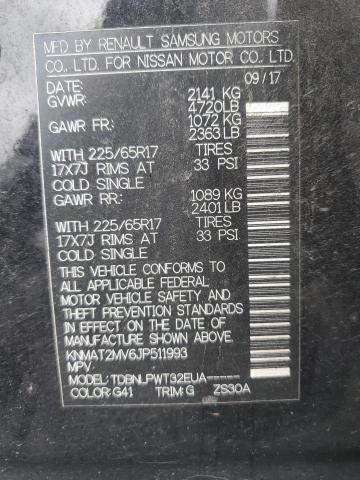 MFD BY RENAULT SAMSUNG MOTORS
CO., LTD. FOR NISSAN MOTOR CO., LTD.
DATE: 09/17
GVWR: 2141 KG
4720LB
GAWR FR: 1072 KG
2363 LB
WITH 225/65R17 TIRES
17X7J RIMS AT 33 PSI
COLD SINGLE
GAWR RR: 1089 KG
2401 LB
WITH 225/65R17 TIRES
17X7J RIMS AT 33 PSI
COLD SINGLE
THIS VEHICLE CONFORMS TO
ALL APPLICABLE FEDERAL
MOTOR VEHICLE SAFETY AND
THEFT PREVENTION STANDARDS
IN EFFECT ON THE DATE OF
MANUFACTURE SHOWN ABOVE.
KNMAT2MV6JP511993
MPV
MODEL: TDBNLPWT32EUA-----
COLOR: G41 TRIM: G ZS30A